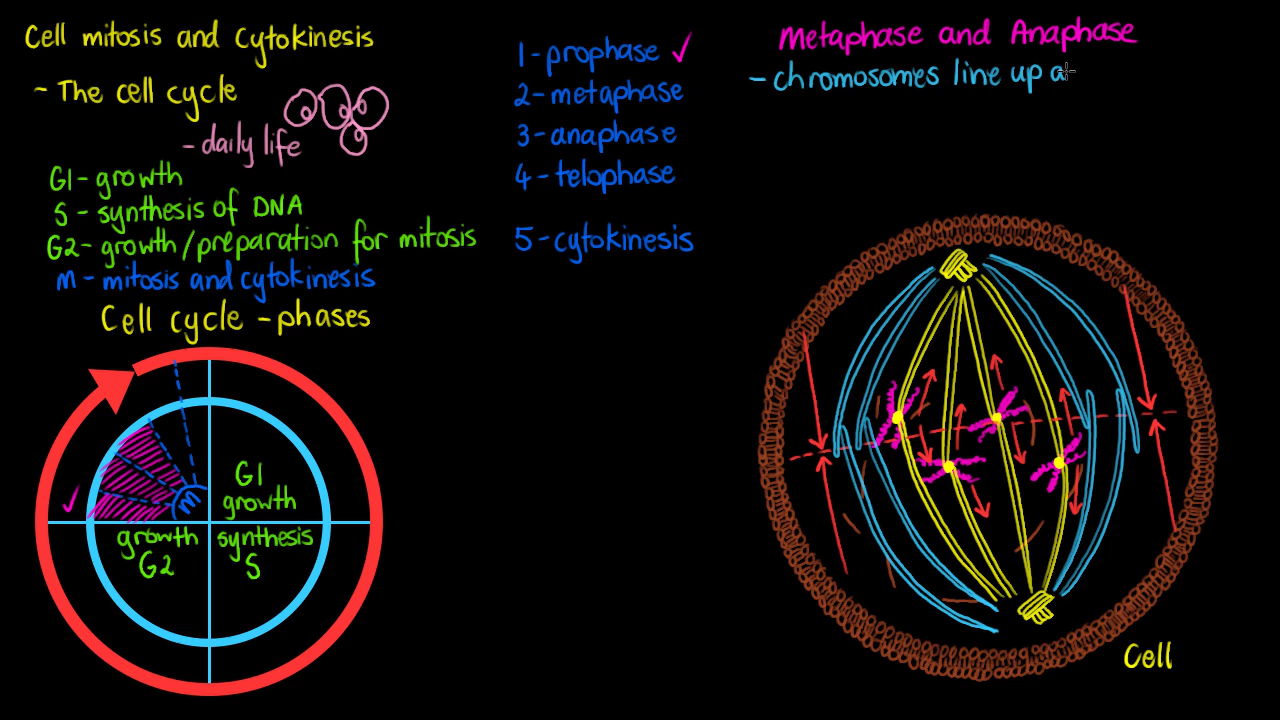 Cell mitosis and cytokinesis
- The cell cycle
- daily life
G1 - growth
S - synthesis of DNA
G2 - growth/preparation for mitosis
M - mitosis and cytokinesis
Cell cycle - phases
M
G1
growth
growth
G2
synthesis
S
1 - prophase ✓
2 - metaphase
3 - anaphase
4 - telophase
5 - cytokinesis
Metaphase and Anaphase
- chromosomes line up a
Cell